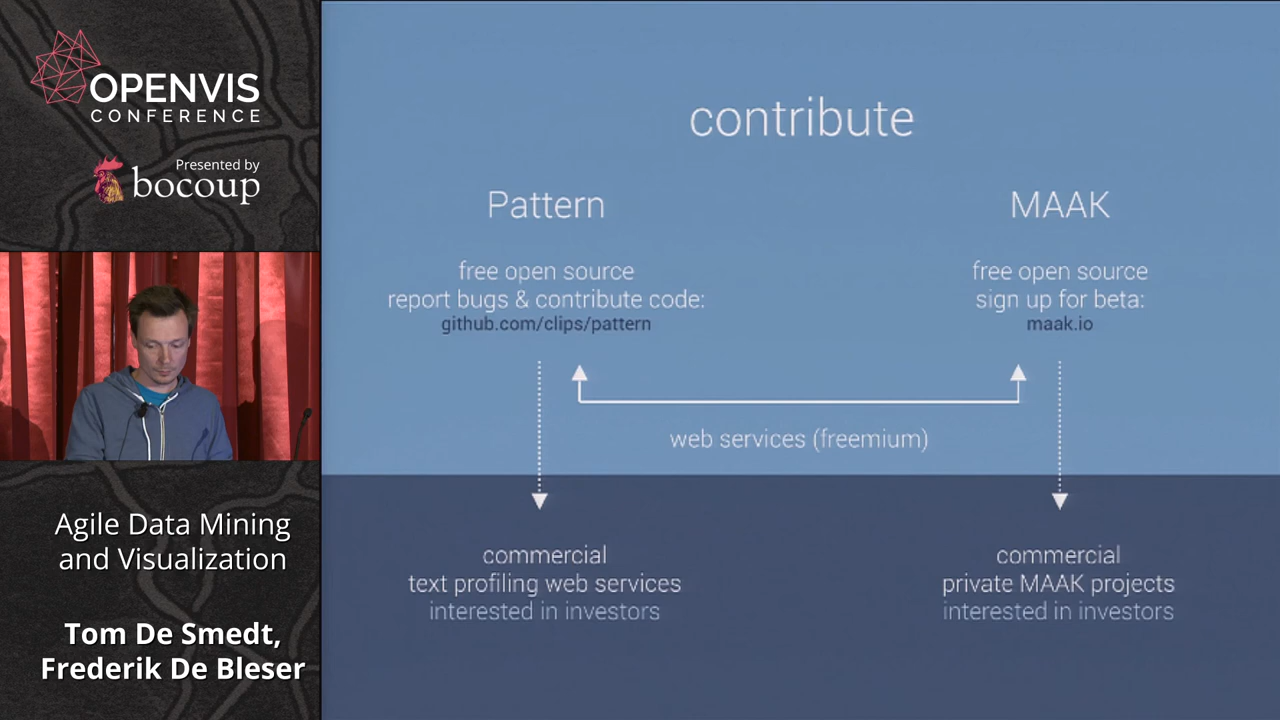 OPENVIS
CONFERENCE
Presented by
bocoup
Agile Data Mining
and Visualization
Tom De Smedt,
Frederik De Bleser
contribute
Pattern
free open source
report bugs & contribute code:
github.com/clips/pattern
MAAK
free open source
sign up for beta:
maak.io
web services (freemium)
commercial
text profiling web services
interested in investors
commercial
private MAAK projects
interested in investors